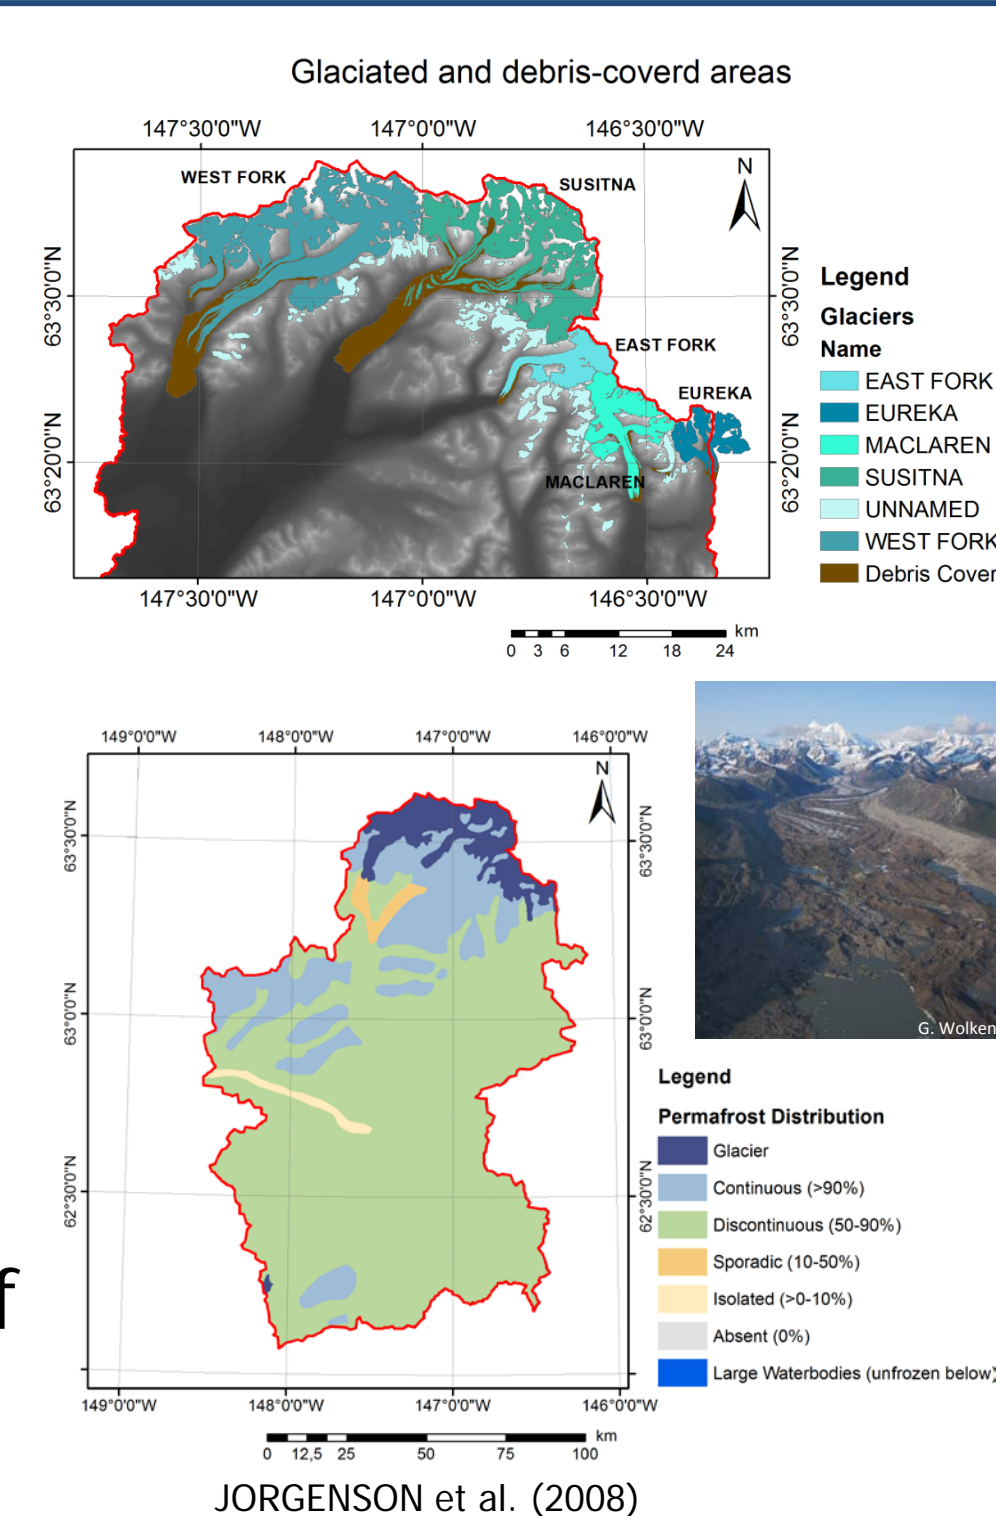 Glaciated and debris-coverd areas
147°30'0"W 147°0'0"W 146°30'0"W
WEST FORK
SUSITNA
N
63°30'0"N
63°30'0"N
EAST FORK
EUREKA
63°20'0"N
63°20'0"N
MACLAREN
147°30'0"W 147°0'0"W 146°30'0"W
km
0 3 6 12 18 24
Legend
Glaciers
Name
EAST FORK
EUREKA
MACLAREN
SUSITNA
UNNAMED
WEST FORK
Debris Cover
149°0'0"W 148°0'0"W 147°0'0"W 146°0'0"W
N
63°30'0"N
63°30'0"N
63°0'0"N
63°0'0"N
62°30'0"N
62°30'0"N
149°0'0"W 148°0'0"W 147°0'0"W 146°0'0"W
km
0 12,5 25 50 75 100
G. Wolken
Legend
Permafrost Distribution
Glacier
Continuous (>90%)
Discontinuous (50-90%)
Sporadic (10-50%)
Isolated (>0-10%)
Absent (0%)
Large Waterbodies (unfrozen below)
f
JORGENSON et al. (2008)